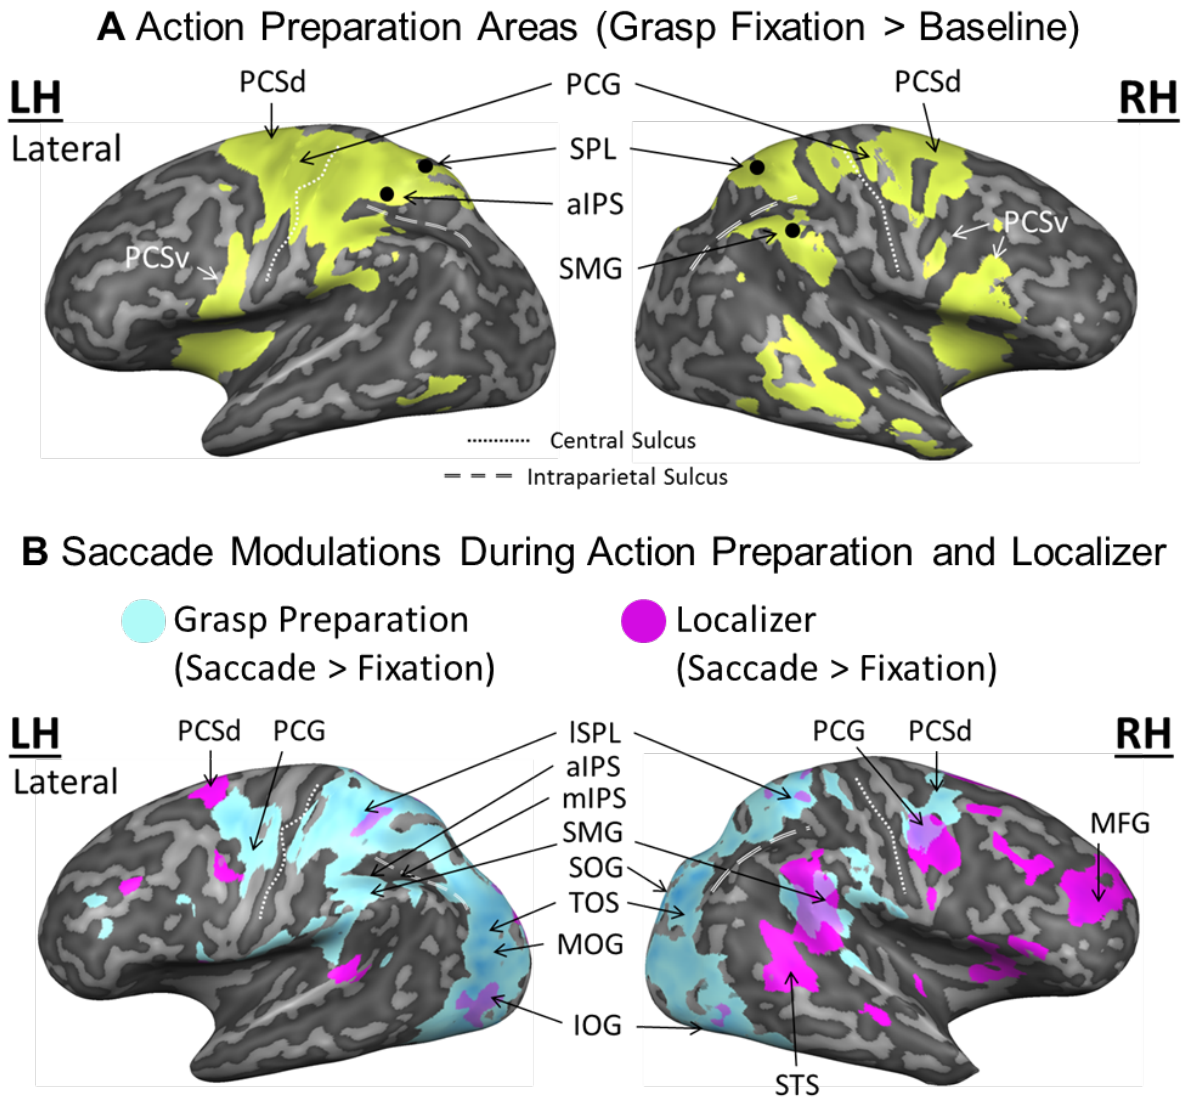 A Action Preparation Areas (Grasp Fixation > Baseline)
LH
Lateral
PCSd
PCG
PCSd
RH
SPL
aIPS
PCSv
PCSv
SMG
Central Sulcus
Intraparietal Sulcus
B Saccade Modulations During Action Preparation and Localizer
Grasp Preparation
(Saccade > Fixation)
Localizer
(Saccade > Fixation)
LH
Lateral
PCSd
PCG
lSPL
PCG
PCSd
RH
aIPS
mIPS
SMG
MFG
SOG
TOS
MOG
IOG
STS